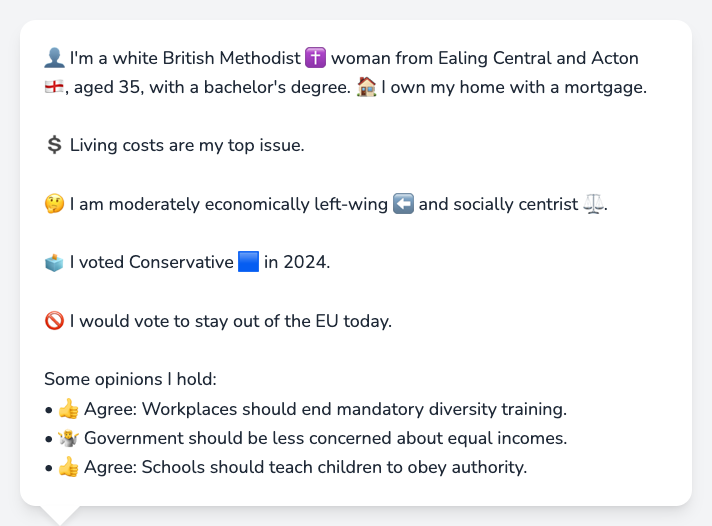 👤 I'm a white British Methodist ✝️ woman from Ealing Central and Acton
🏴󠁧󠁢󠁥󠁮󠁧󠁿, aged 35, with a bachelor's degree. 🏠 I own my home with a mortgage.
💲 Living costs are my top issue.
🤔 I am moderately economically left-wing ⬅️ and socially centrist ⚖️.
🗳️ I voted Conservative 🟦 in 2024.
🚫 I would vote to stay out of the EU today.
Some opinions I hold:
• 👍 Agree: Workplaces should end mandatory diversity training.
• 🤷 Government should be less concerned about equal incomes.
• 👍 Agree: Schools should teach children to obey authority.